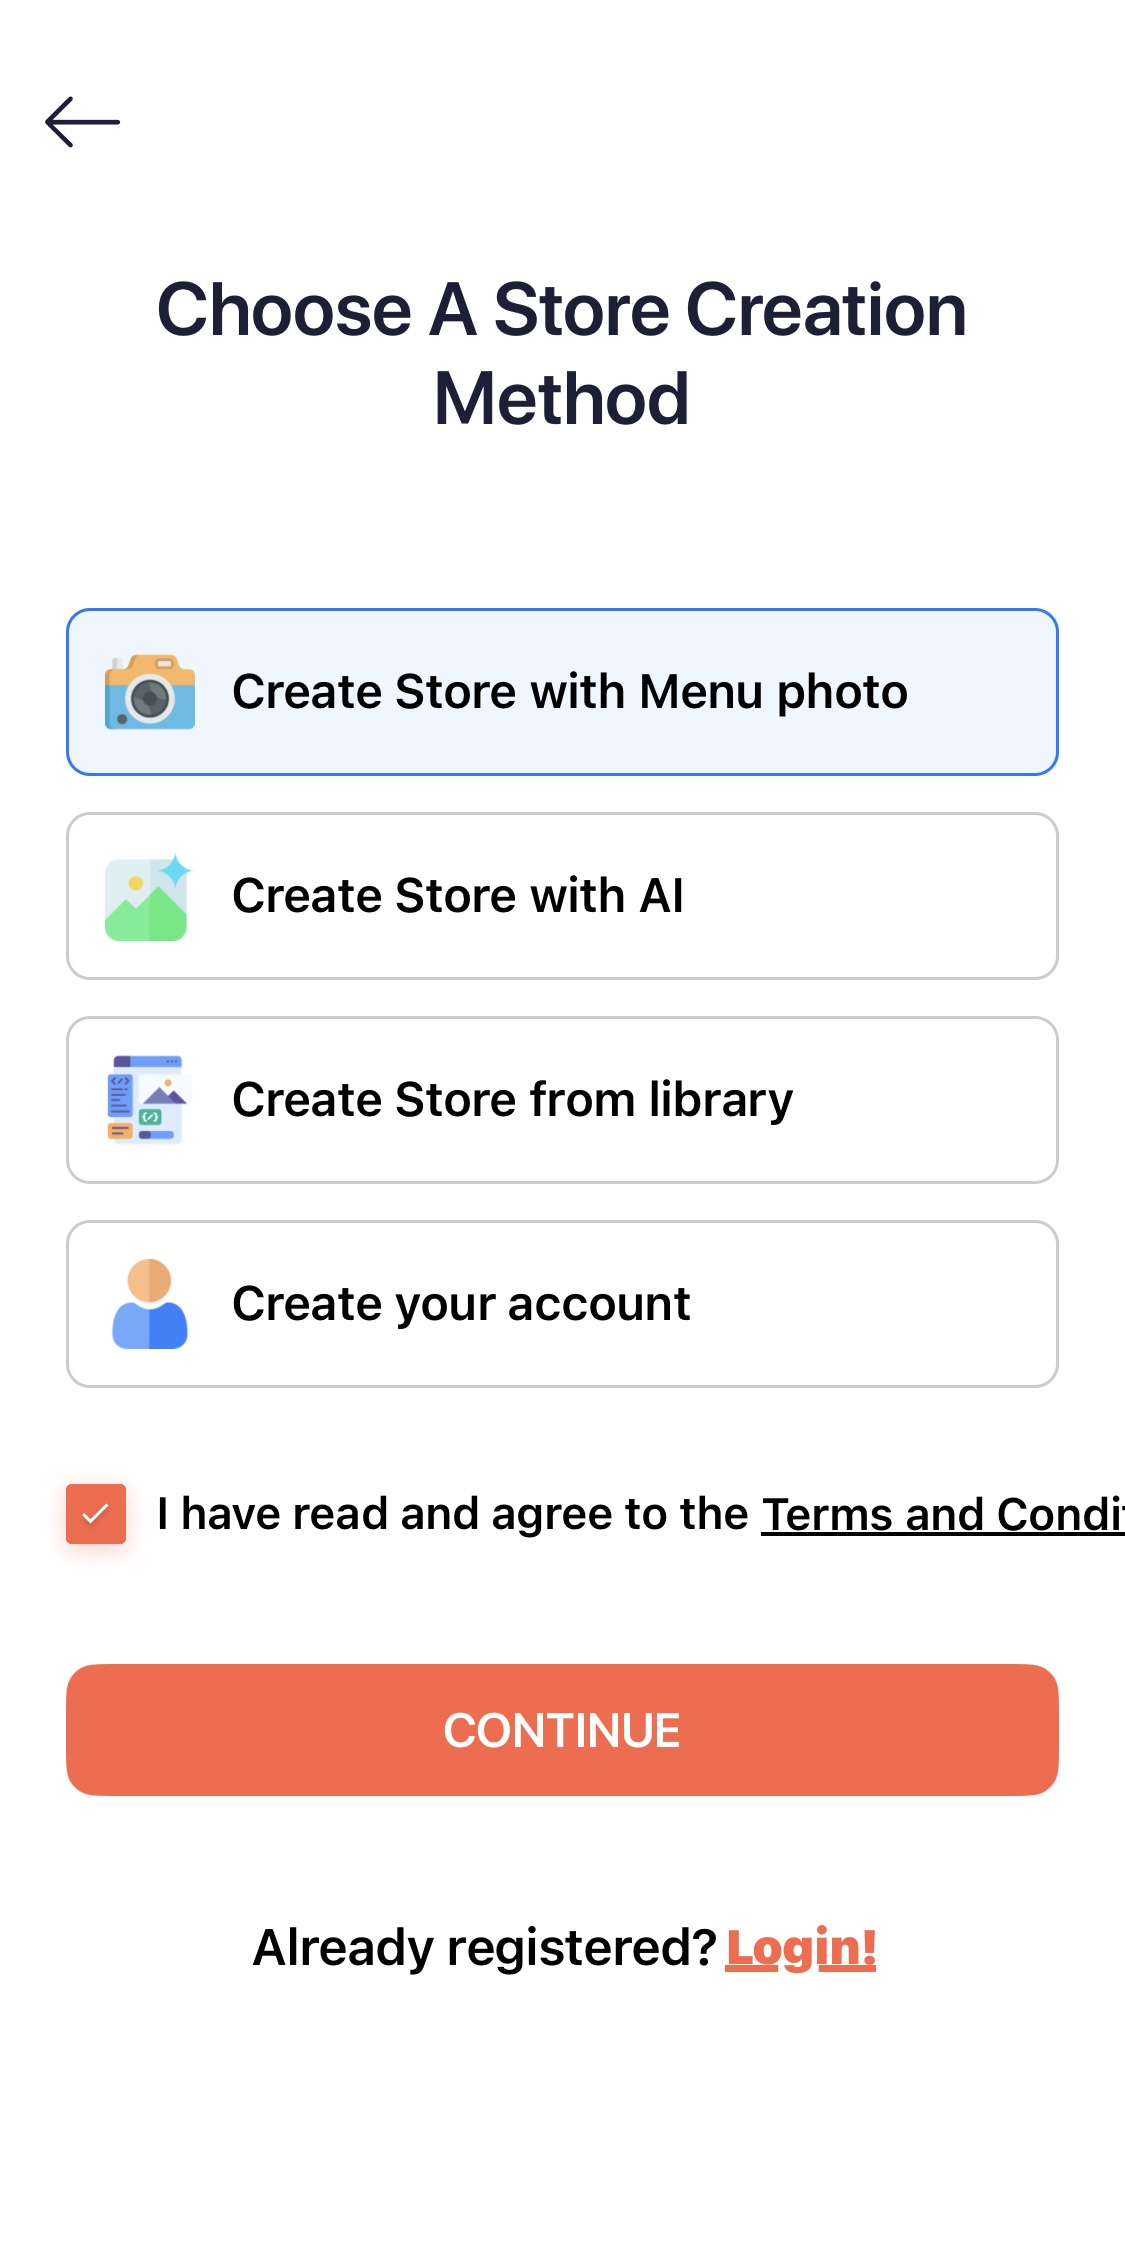 Choose A Store Creation
Method
Create Store with Menu photo
Create Store with AI
Create Store from library
Create your account
I have read and agree to the Terms and Condi
CONTINUE
Already registered? Login!